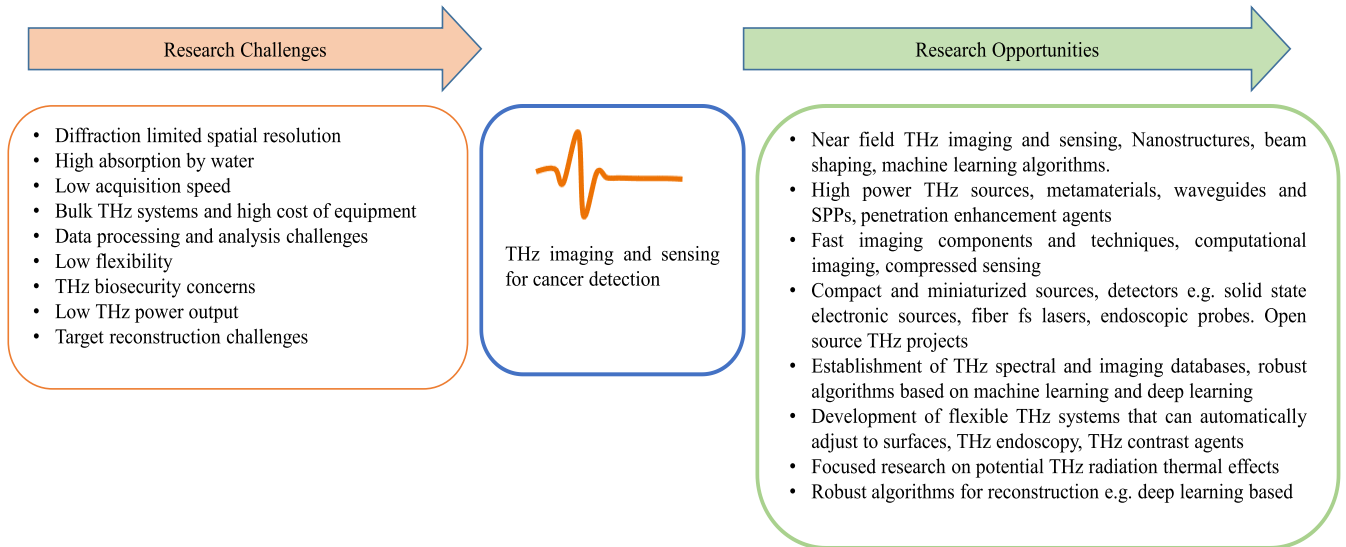 Research Challenges
Research Opportunities
• Diffraction limited spatial resolution
• High absorption by water
• Low acquisition speed
• Bulk THz systems and high cost of equipment
• Data processing and analysis challenges
• Low flexibility
• THz biosecurity concerns
• Low THz power output
• Target reconstruction challenges
THz imaging and sensing
for cancer detection
• Near field THz imaging and sensing, Nanostructures, beam
shaping, machine learning algorithms.
• High power THz sources, metamaterials, waveguides and
SPPs, penetration enhancement agents
• Fast imaging components and techniques, computational
imaging, compressed sensing
• Compact and miniaturized sources, detectors e.g. solid state
electronic sources, fiber fs lasers, endoscopic probes. Open
source THz projects
• Establishment of THz spectral and imaging databases, robust
algorithms based on machine learning and deep learning
• Development of flexible THz systems that can automatically
adjust to surfaces, THz endoscopy, THz contrast agents
• Focused research on potential THz radiation thermal effects
• Robust algorithms for reconstruction e.g. deep learning based